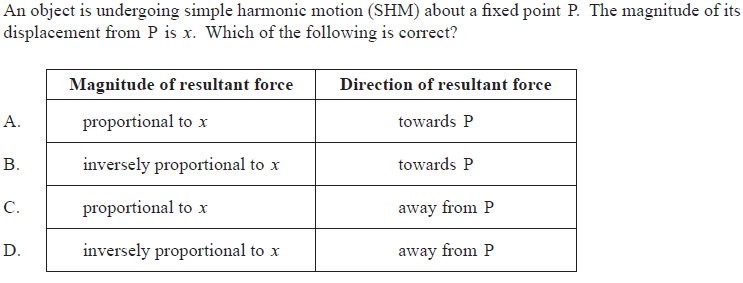 An object is undergoing simple harmonic motion (SHM) about a fixed point P. The magnitude of its
displacement from P is x. Which of the following is correct?
Magnitude of resultant force Direction of resultant force
A. proportional to x towards P
B. inversely proportional to x towards P
C. proportional to x away from P
D. inversely proportional to x away from P